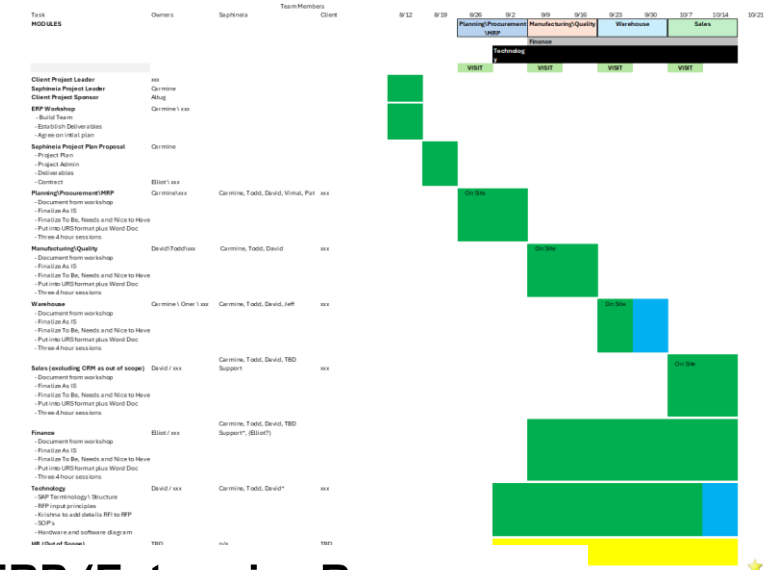 Team Members
Task Owners Saphineia Client 8/12 8/19 8/26 9/2 9/9 9/16 9/23 9/30 10/7 10/14 10/21
MODULES Planning\Procurement\MRP Manufacturing\Quality Warehouse Sales
Finance
Technology
VISIT VISIT VISIT VISIT
Client Project Leader xxx
Saphineia Project Leader Carmine
Client Project Sponsor Altug
ERP Workshop Carmine \ xxx
- Build Team
- Establish Deliverables
- Agree on intial plan
Saphineia Project Plan Proposal Carmine
- Project Plan
- Project Admin
- Deliverables
- Contract Elliot \ xxx
Planning\Procurement\MRP Carmine\xxx Carmine, Todd, David, Vimal, Pat xxx On Site
- Document from workshop
- Finalize As IS
- Finalize To Be, Needs and Nice to Have
- Put into URS format plus Word Doc
- Three 4 hour sessions
Manufacturing\Quality David\Todd\xxx Carmine, Todd, David xxx On Site
- Document from workshop
- Finalize As IS
- Finalize To Be, Needs and Nice to Have
- Put into URS format plus Word Doc
- Three 4 hour sessions
Warehouse Carmine \ Oner \ xxx Carmine, Todd, David, Jeff xxx On Site
- Document from workshop
- Finalize As IS
- Finalize To Be, Needs and Nice to Have
- Put into URS format plus Word Doc
- Three 4 hour sessions
Carmine, Todd, David, TBD
Sales (excluding CRM as out of scope) David / xxx Support xxx On Site
- Document from workshop
- Finalize As IS
- Finalize To Be, Needs and Nice to Have
- Put into URS format plus Word Doc
- Three 4 hour sessions
Carmine, Todd, David, TBD
Finance Elliot / xxx Support*, (Elliot?) xxx
- Document from workshop
- Finalize As IS
- Finalize To Be, Needs and Nice to Have
- Put into URS format plus Word Doc
- Three 4 hour sessions
Technology David / xxx Carmine, Todd, David* xxx
- SAP Terminology \ Structure
- RFP input principles
- Krishna to add details RFI to RFP
- SOP's
- Hardware and software diagram
HR (Out of Scope) TBD n/a TBD